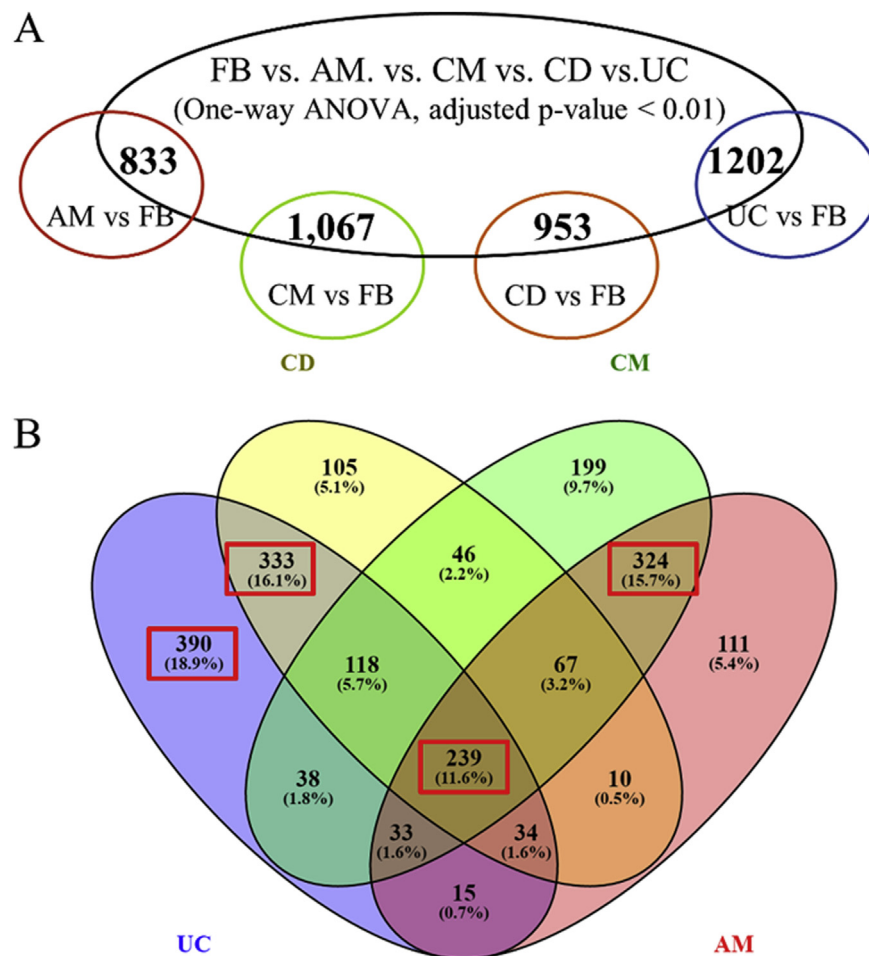 A
FB vs. AM. vs. CM vs. CD vs.UC
(One-way ANOVA, adjusted p-value < 0.01)
833
1202
AM vs FB
UC vs FB
1,067
953
CM vs FB
CD vs FB
CD
CM
B
105
(5.1%)
199
(9.7%)
333
(16.1%)
46
(2.2%)
324
(15.7%)
390
(18.9%)
118
(5.7%)
67
(3.2%)
111
(5.4%)
239
(11.6%)
38
(1.8%)
10
(0.5%)
33
(1.6%)
34
(1.6%)
15
(0.7%)
UC
AM